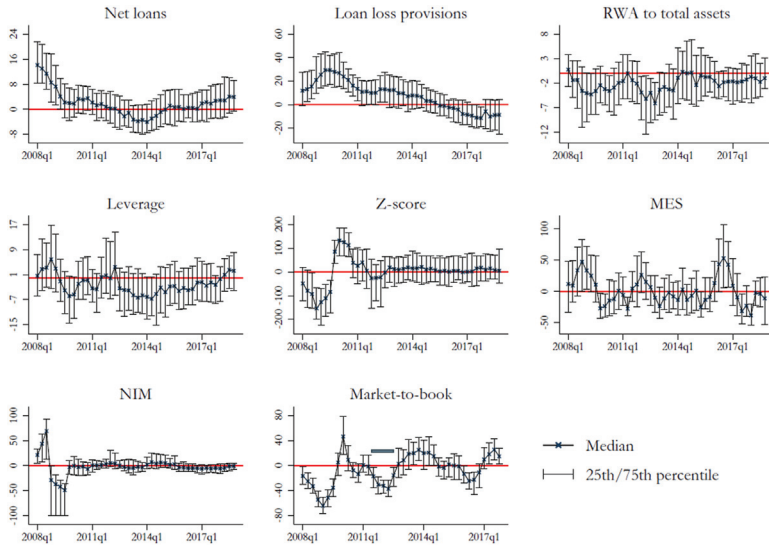 Net loans
24
16
8
0
-8
2008q1 2011q1 2014q1 2017q1
Loan loss provisions
60
40
20
0
-20
2008q1 2011q1 2014q1 2017q1
RWA to total assets
8
3
-2
-7
-12
2008q1 2011q1 2014q1 2017q1
Leverage
17
9
1
-7
-15
2008q1 2011q1 2014q1 2017q1
Z-score
200
100
0
-100
-200
2008q1 2011q1 2014q1 2017q1
MES
100
50
0
-50
2008q1 2011q1 2014q1 2017q1
NIM
100
50
0
-50
-100
2008q1 2011q1 2014q1 2017q1
Market-to-book
80
40
0
-40
-80
2008q1 2011q1 2014q1 2017q1
Median
25th/75th percentile